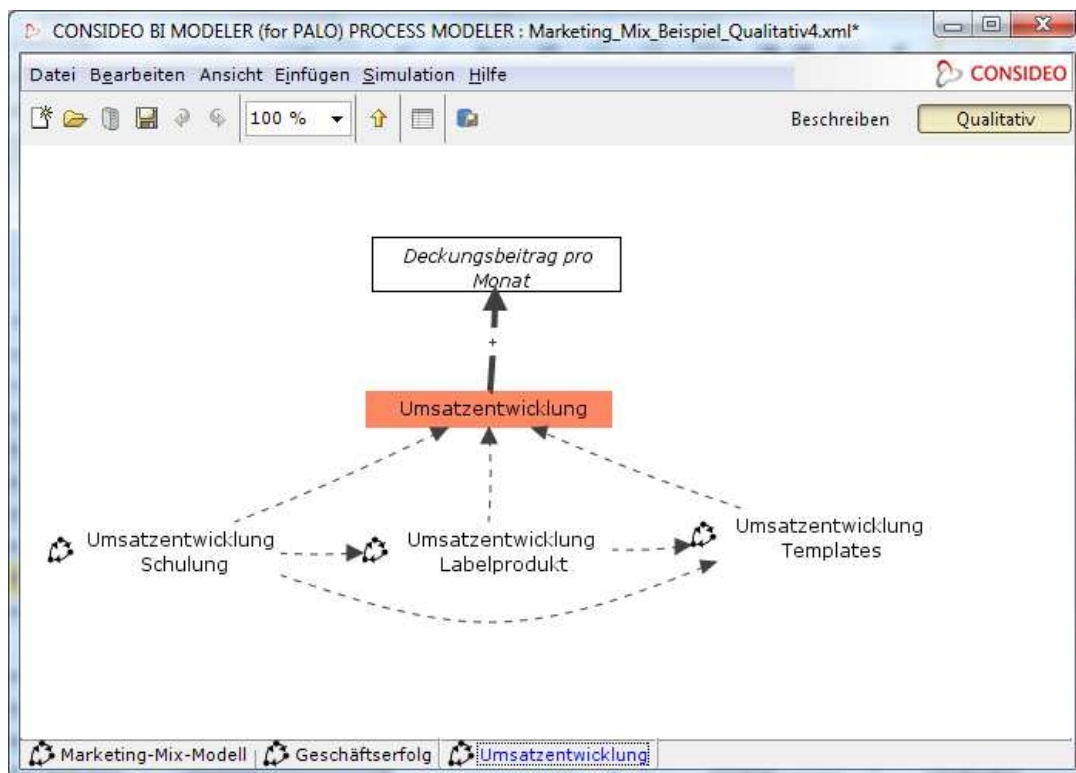 CONSIDEO BI MODELER (for PALO) PROCESS MODELER : Marketing_Mix_Beispiel_Qualitativ4.xml*
Datei Bearbeiten Ansicht Einfügen Simulation Hilfe
CONSIDEO
100 %
Beschreiben
Qualitativ
Deckungsbeitrag pro
Monat
+
Umsatzentwicklung
Umsatzentwicklung
Schulung
Umsatzentwicklung
Labelprodukt
Umsatzentwicklung
Templates
Marketing-Mix-Modell
Geschäftserfolg
Umsatzentwicklung